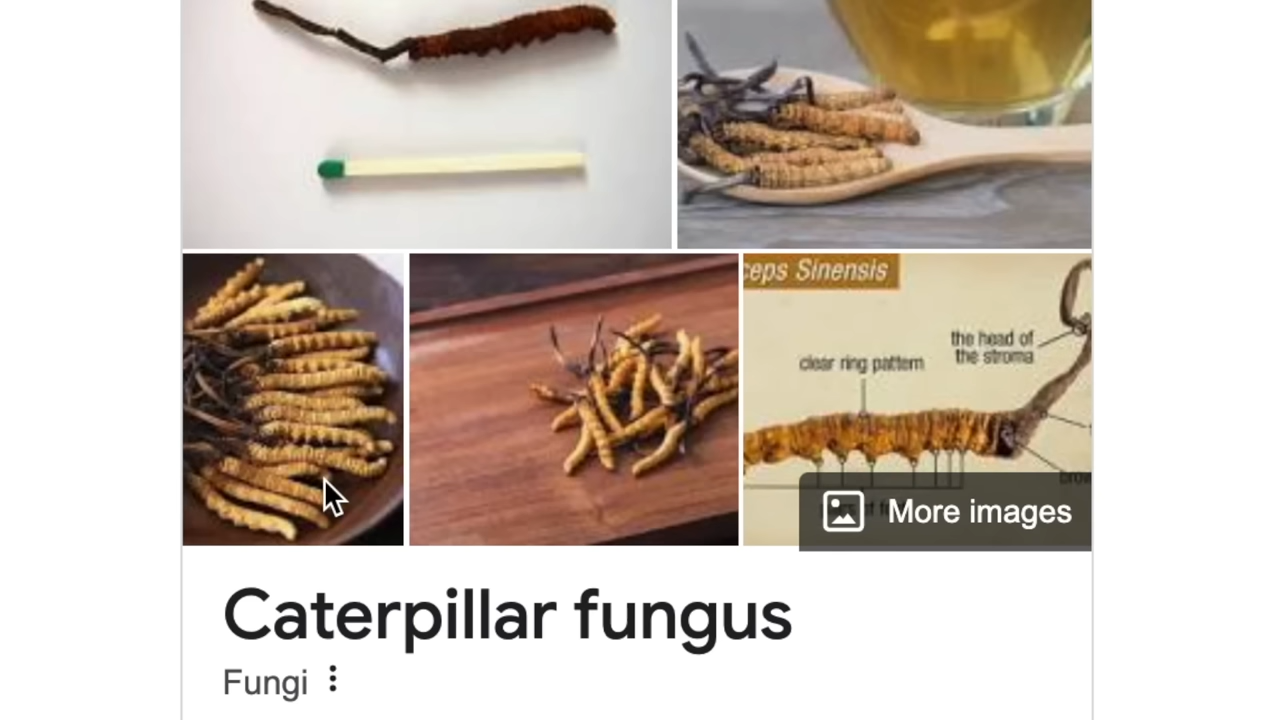 ceps Sinensis
the head of
the stroma
clear ring pattern
More images
Caterpillar fungus
Fungi